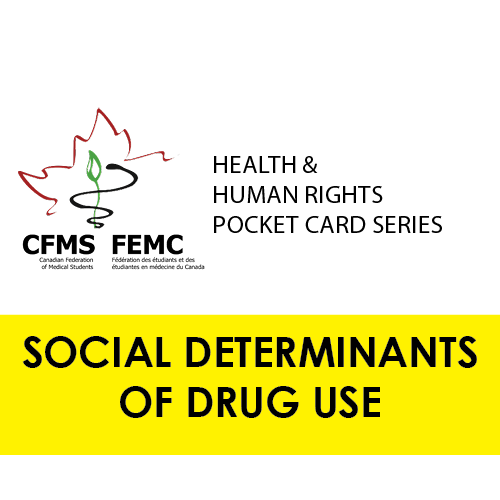 HEALTH &
HUMAN RIGHTS
POCKET CARD SERIES
CFMS FEMC
Canadian Federation
of Medical Students
Fédération des étudiants et des
étudiantes en médecine du Canada
SOCIAL DETERMINANTS
OF DRUG USE